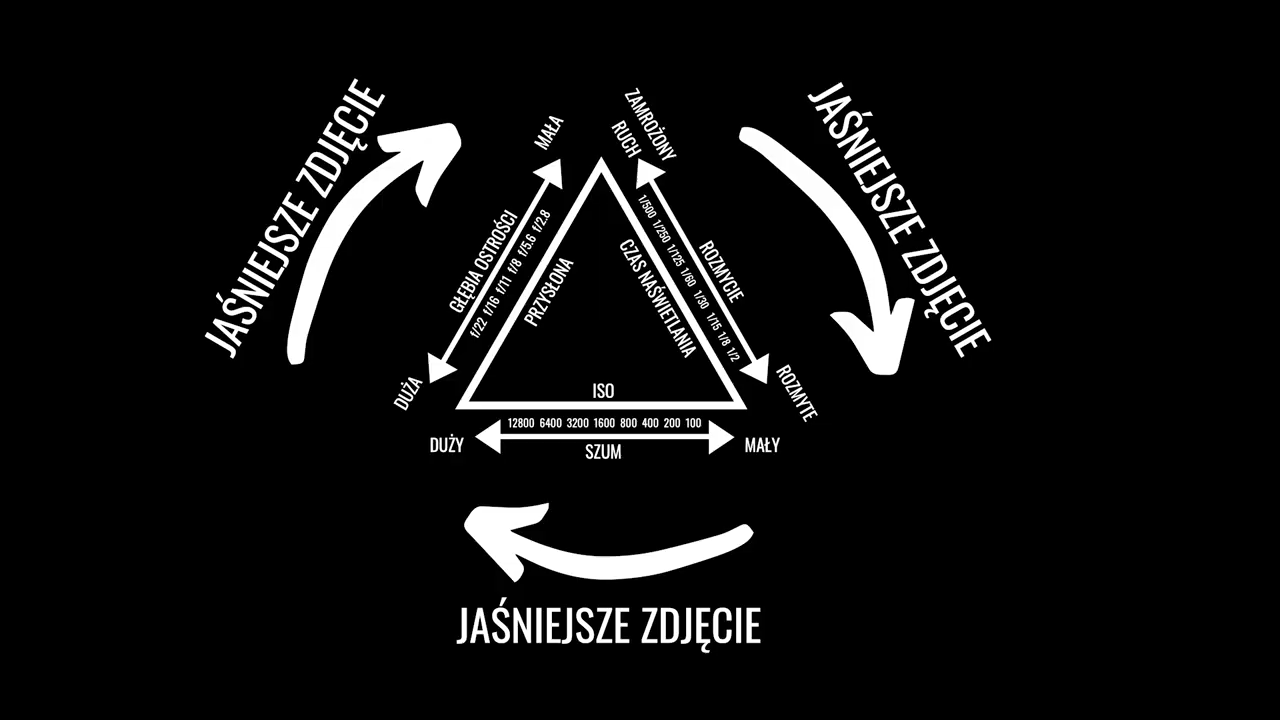 JAŚNIEJSZE ZDJĘCIE
JAŚNIEJSZE ZDJĘCIE
MAŁA
ZAMROŻONY
RUCH
GŁĘBIA OSTROŚCI
f/22 f/16 f/11 f/8 f/5.6 f/2.8
PRZYSŁONA
DUŻA
1/500 1/250 1/125 1/60 1/30 1/15 1/8 1/2
ROZMYCIE
CZAS NAŚWIETLANIA
ROZMYTE
ISO
12800 6400 3200 1600 800 400 200 100
DUŻY
SZUM
MAŁY
JAŚNIEJSZE ZDJĘCIE